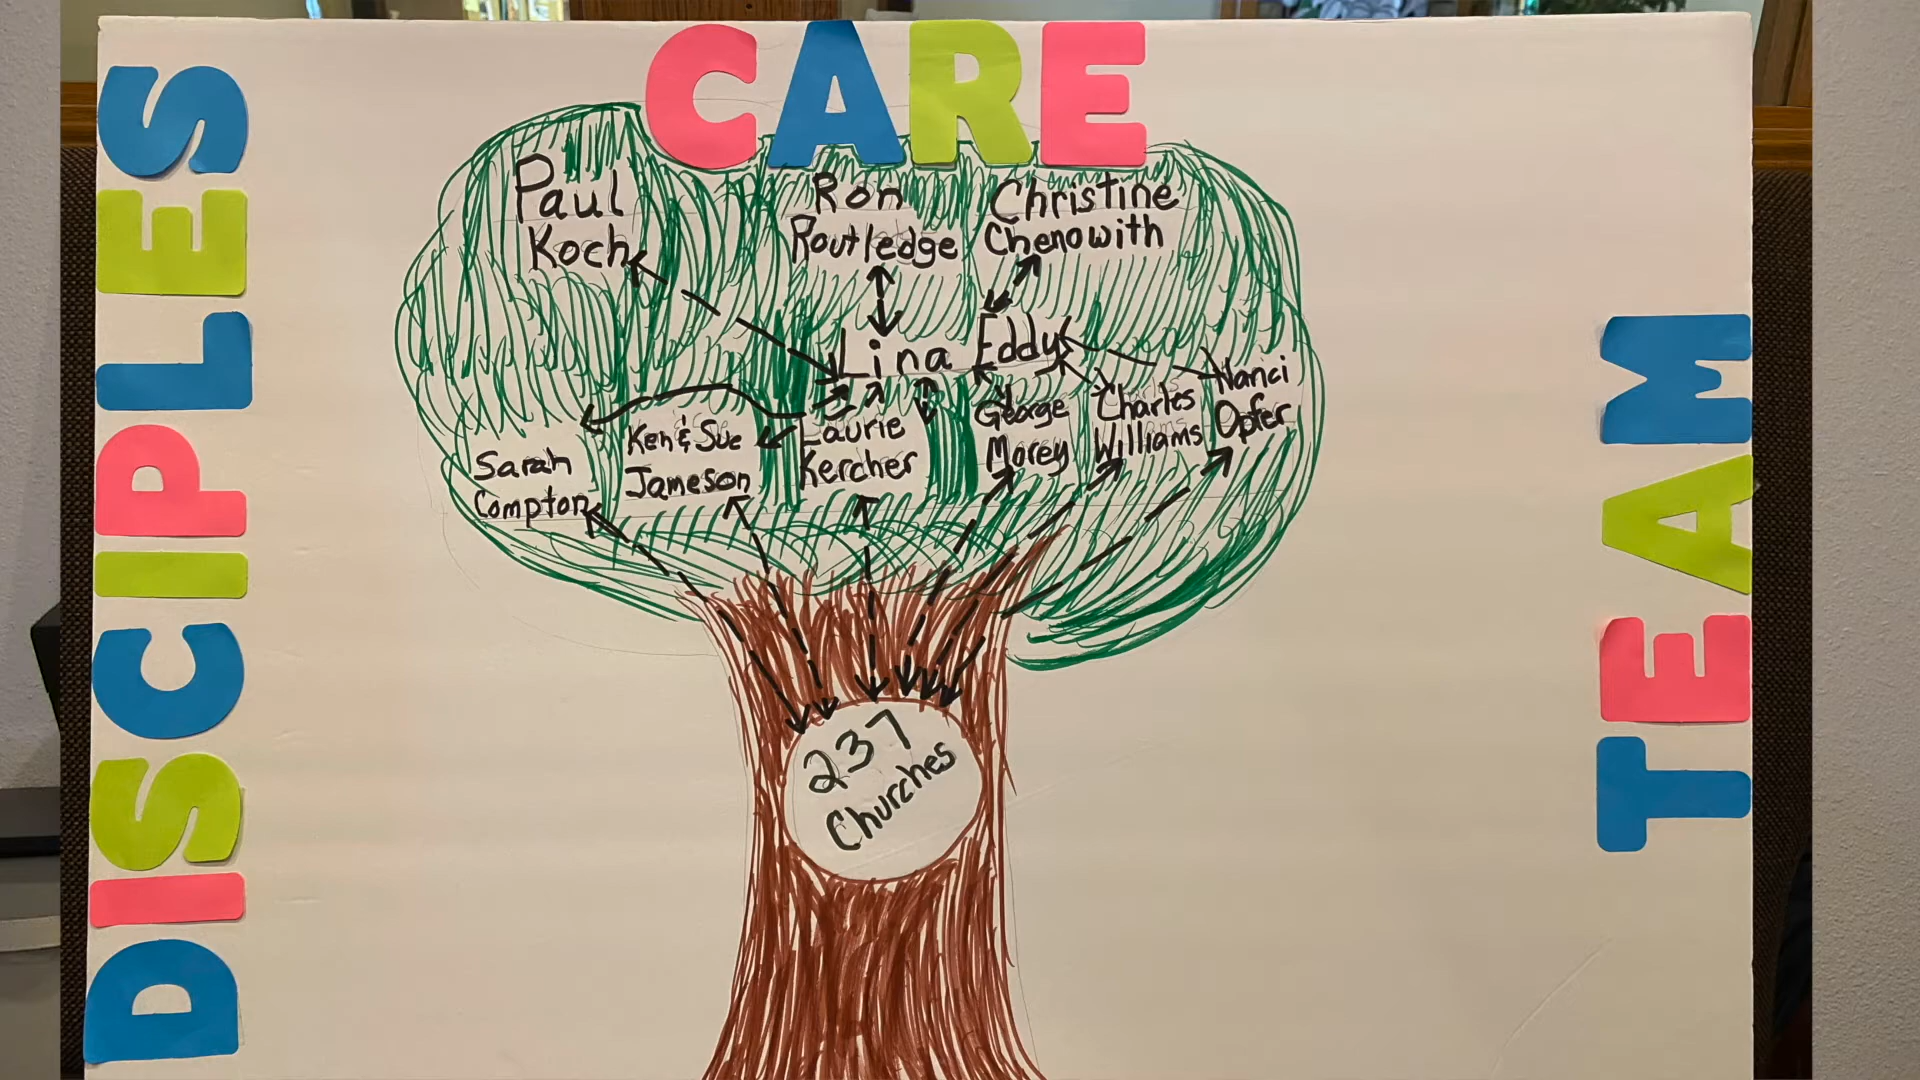 DISCIPLES
CARE
TEAM
Paul
Koch
Ron
Routledge
Christine
Chenowith
Lina
Eddy
Sarah
Compton
Ken & Sue
Jameson
Laurie
Kercher
George
Morey
Charles
Williams
Nanci
Opfer
237
Churches